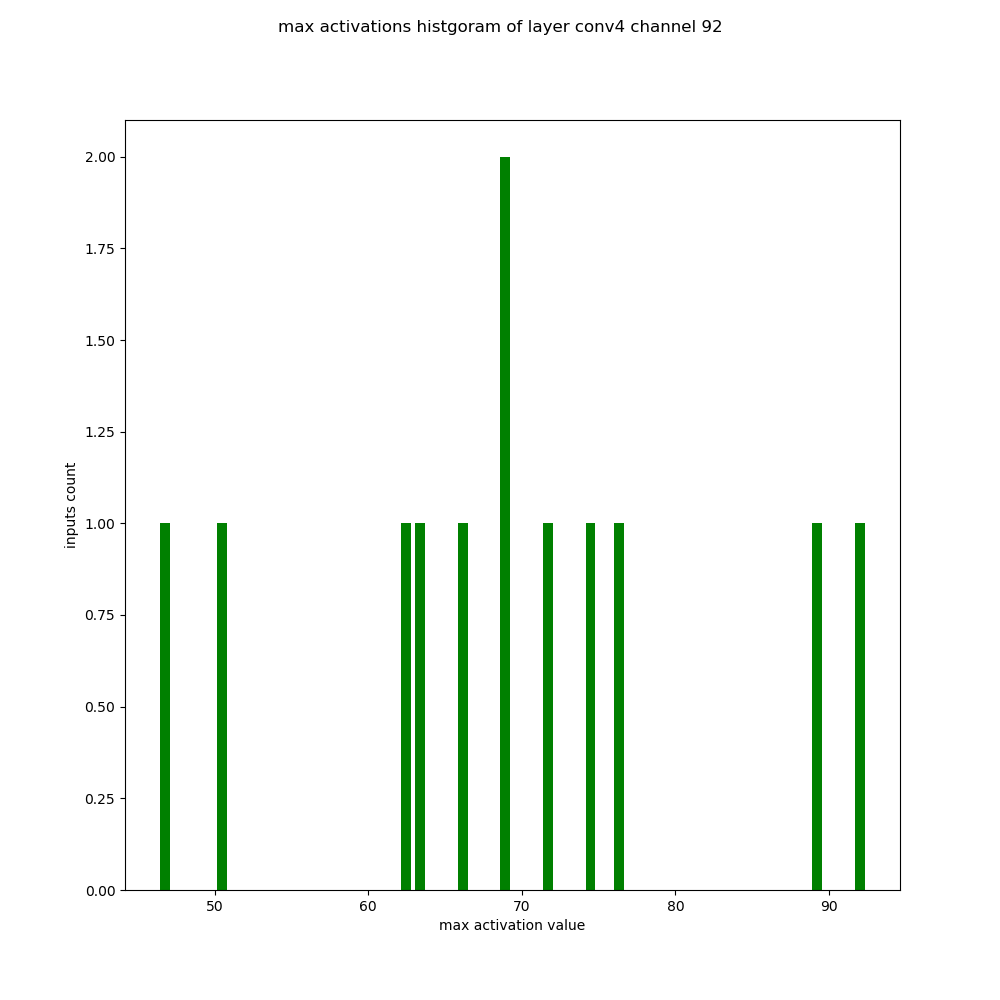 max activations histgoram of layer conv4 channel 92
2.00
1.75
1.50
1.25
1.00
0.75
0.50
0.25
0.00
inputs count
50 60 70 80 90
max activation value